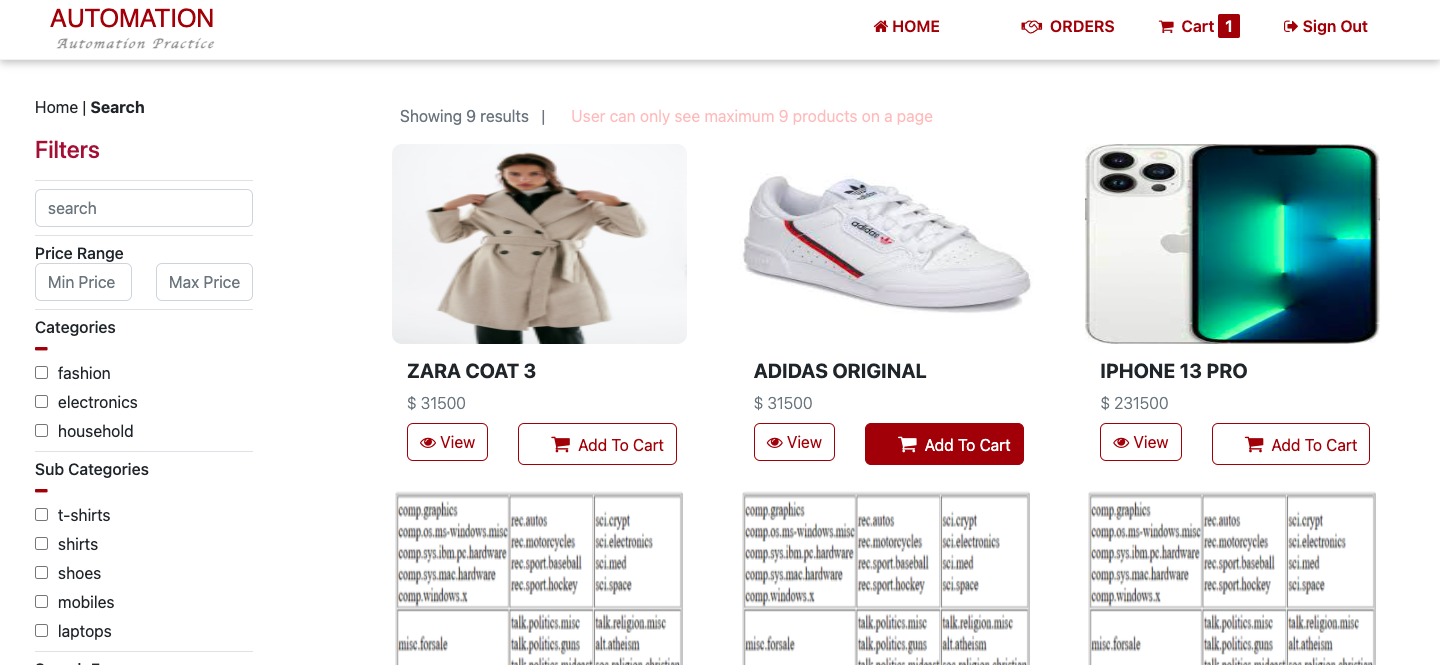 AUTOMATION
Automation Practice
HOME
ORDERS
Cart 1
Sign Out
Home | Search
Filters
search
Price Range
Min Price Max Price
Categories
fashion
electronics
household
Sub Categories
t-shirts
shirts
shoes
mobiles
laptops
Showing 9 results |
User can only see maximum 9 products on a page
adidas
adidas
ZARA COAT 3
$ 31500
View
Add To Cart
ADIDAS ORIGINAL
$ 31500
View
Add To Cart
IPHONE 13 PRO
$ 231500
View
Add To Cart
comp.graphics
comp.os.ms-windows.misc
comp.sys.ibm.pc.hardware
comp.sys.mac.hardware
comp.windows.x
rec.autos
rec.motorcycles
rec.sport.baseball
rec.sport.hockey
sci.crypt
sci.electronics
sci.med
sci.space
misc.forsale
talk.politics.misc
talk.politics.guns
talk.religion.misc
alt.atheism
comp.graphics
comp.os.ms-windows.misc
comp.sys.ibm.pc.hardware
comp.sys.mac.hardware
comp.windows.x
rec.autos
rec.motorcycles
rec.sport.baseball
rec.sport.hockey
sci.crypt
sci.electronics
sci.med
sci.space
misc.forsale
talk.politics.misc
talk.politics.guns
talk.religion.misc
alt.atheism
comp.graphics
comp.os.ms-windows.misc
comp.sys.ibm.pc.hardware
comp.sys.mac.hardware
comp.windows.x
rec.autos
rec.motorcycles
rec.sport.baseball
rec.sport.hockey
sci.crypt
sci.electronics
sci.med
sci.space
misc.forsale
talk.politics.misc
talk.politics.guns
talk.religion.misc
alt.atheism